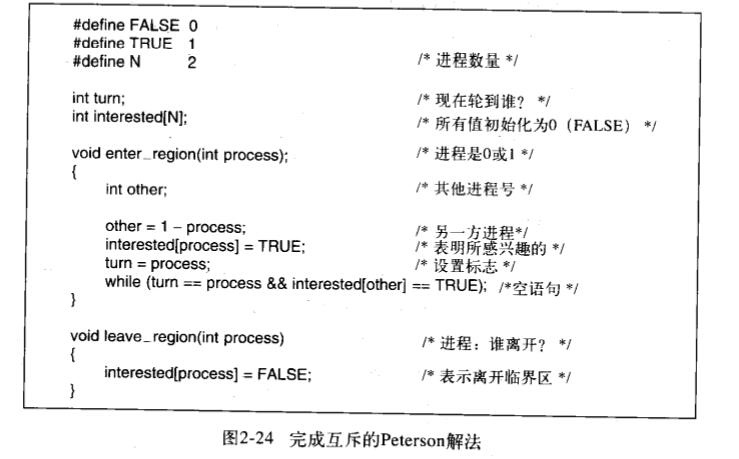 #define FALSE 0
#define TRUE 1
#define N 2 /* 进程数量 */
int turn; /* 现在轮到谁? */
int interested[N]; /* 所有值初始化为0（FALSE） */
void enter_region(int process); /* 进程是0或1 */
{
int other; /* 其他进程号 */
other = 1 – process; /* 另一方进程*/
interested[process] = TRUE; /* 表明所感兴趣的 */
turn = process; /* 设置标志 */
while (turn == process && interested[other] == TRUE); /*空语句 */
}
void leave_region(int process) /* 进程：谁离开? */
{
interested[process] = FALSE; /* 表示离开临界区 */
}
图2-24 完成互斥的Peterson解法